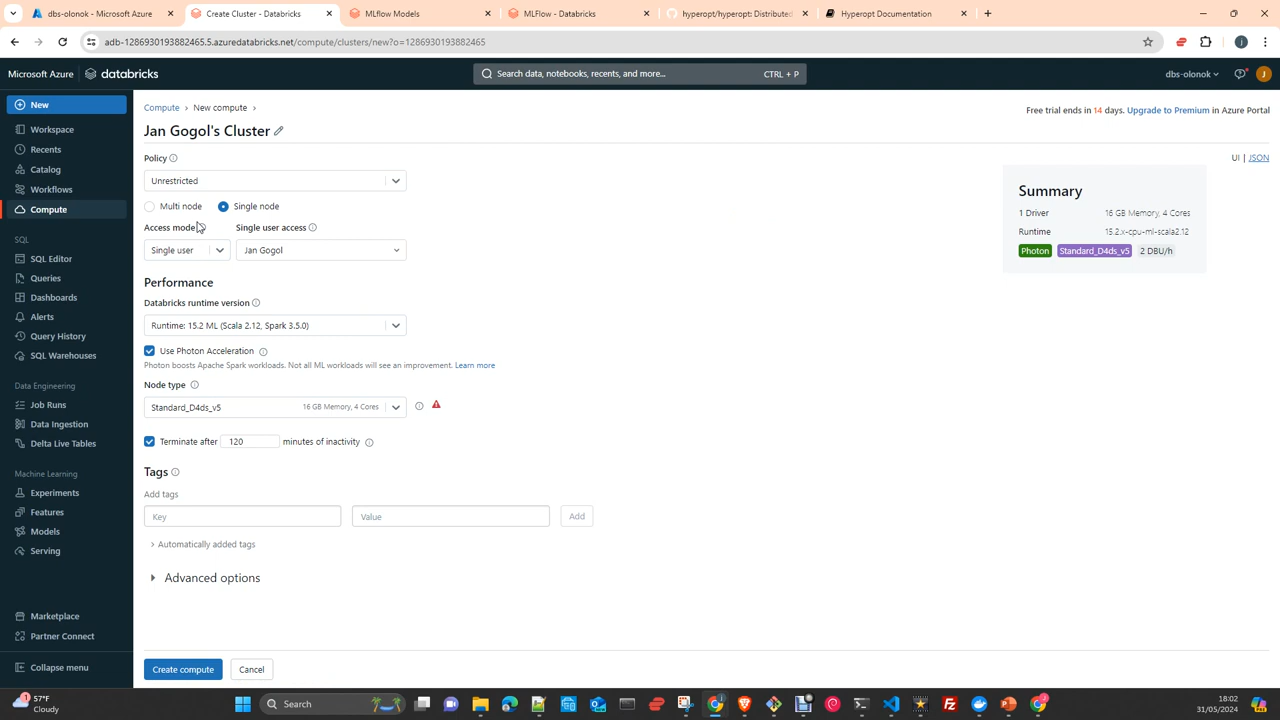 dbs-olonok - Microsoft Azure
Create Cluster - Databricks
MLflow Models
MLFlow - Databricks
hyperopt/hyperopt: Distributed
Hyperopt Documentation
adb-1286930193882465.5.azuredatabricks.net/compute/clusters/new?o=1286930193882465
Microsoft Azure
databricks
Search data, notebooks, recents, and more...
CTRL + P
dbs-olonok
J
New
Workspace
Recents
Catalog
Workflows
Compute
SQL
SQL Editor
Queries
Dashboards
Alerts
Query History
SQL Warehouses
Data Engineering
Job Runs
Data Ingestion
Delta Live Tables
Machine Learning
Experiments
Features
Models
Serving
Marketplace
Partner Connect
Collapse menu
Compute > New compute >
Free trial ends in 14 days. Upgrade to Premium in Azure Portal
Jan Gogol's Cluster
UI | JSON
Policy
Unrestricted
Multi node Single node
Access mode Single user access
Single user Jan Gogol
Performance
Databricks runtime version
Runtime: 15.2 ML (Scala 2.12, Spark 3.5.0)
Use Photon Acceleration
Photon boosts Apache Spark workloads. Not all ML workloads will see an improvement. Learn more
Node type
Standard_D4ds_v5 16 GB Memory, 4 Cores
Terminate after 120 minutes of inactivity
Tags
Add tags
Key Value Add
Automatically added tags
Advanced options
Create compute Cancel
Summary
1 Driver 16 GB Memory, 4 Cores
Runtime 15.2.x-cpu-ml-scala2.12
Photon Standard_D4ds_v5 2 DBU/h
57°F
Cloudy
Search
18:02
31/05/2024